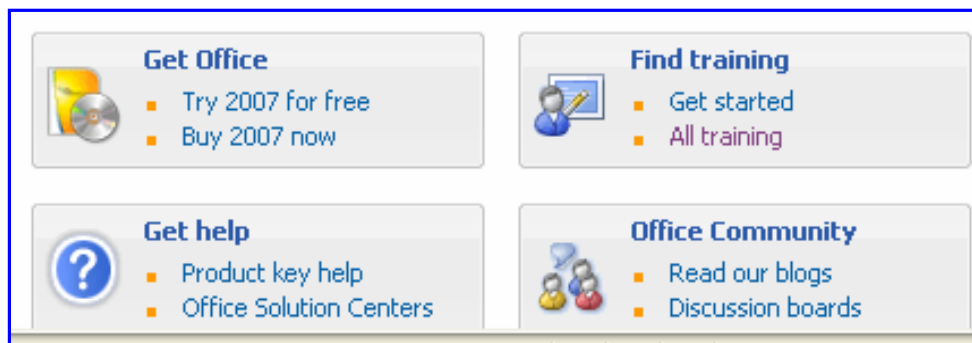 Get Office
Try 2007 for free
Buy 2007 now
Find training
Get started
All training
Get help
Product key help
Office Solution Centers
Office Community
Read our blogs
Discussion boards